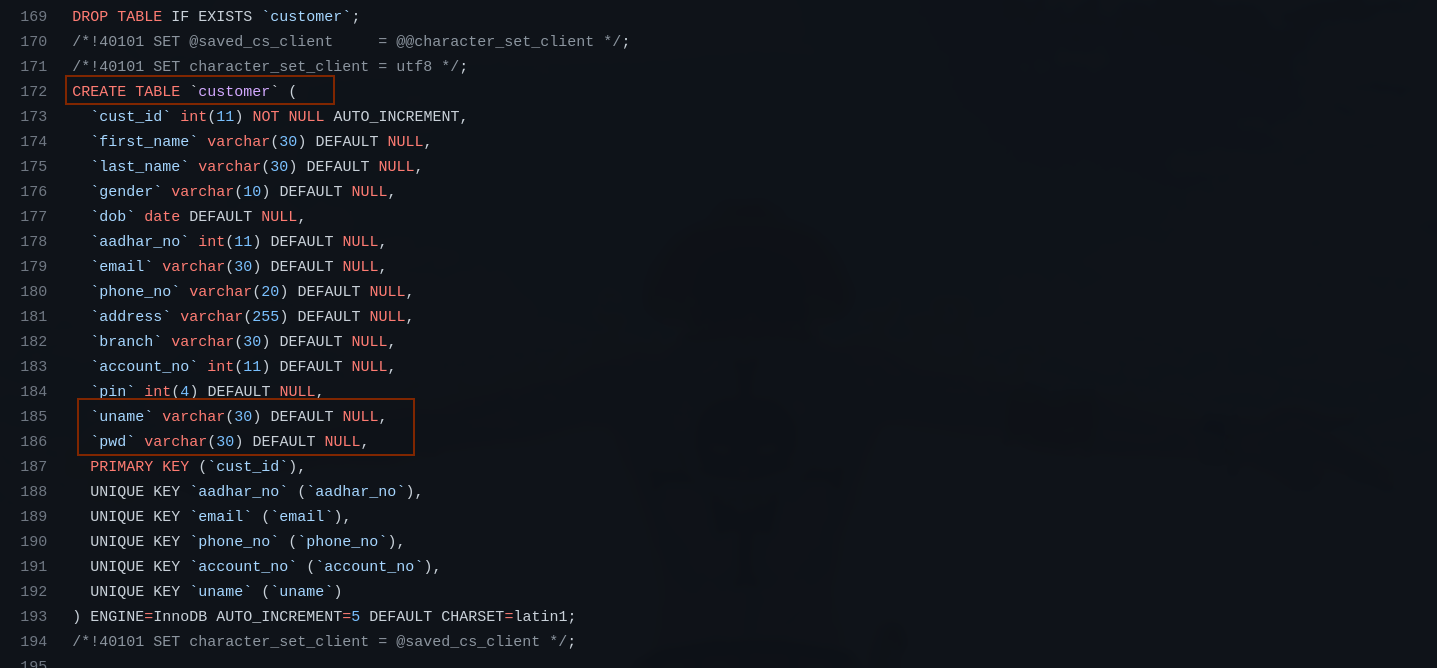 169 DROP TABLE IF EXISTS `customer`;
170 /*!40101 SET @saved_cs_client     = @@character_set_client */;
171 /*!40101 SET character_set_client = utf8 */;
172 CREATE TABLE `customer` (
173   `cust_id` int(11) NOT NULL AUTO_INCREMENT,
174   `first_name` varchar(30) DEFAULT NULL,
175   `last_name` varchar(30) DEFAULT NULL,
176   `gender` varchar(10) DEFAULT NULL,
177   `dob` date DEFAULT NULL,
178   `aadhar_no` int(11) DEFAULT NULL,
179   `email` varchar(30) DEFAULT NULL,
180   `phone_no` varchar(20) DEFAULT NULL,
181   `address` varchar(255) DEFAULT NULL,
182   `branch` varchar(30) DEFAULT NULL,
183   `account_no` int(11) DEFAULT NULL,
184   `pin` int(4) DEFAULT NULL,
185   `uname` varchar(30) DEFAULT NULL,
186   `pwd` varchar(30) DEFAULT NULL,
187   PRIMARY KEY (`cust_id`),
188   UNIQUE KEY `aadhar_no` (`aadhar_no`),
189   UNIQUE KEY `email` (`email`),
190   UNIQUE KEY `phone_no` (`phone_no`),
191   UNIQUE KEY `account_no` (`account_no`),
192   UNIQUE KEY `uname` (`uname`)
193 ) ENGINE=InnoDB AUTO_INCREMENT=5 DEFAULT CHARSET=latin1;
194 /*!40101 SET character_set_client = @saved_cs_client */;
195